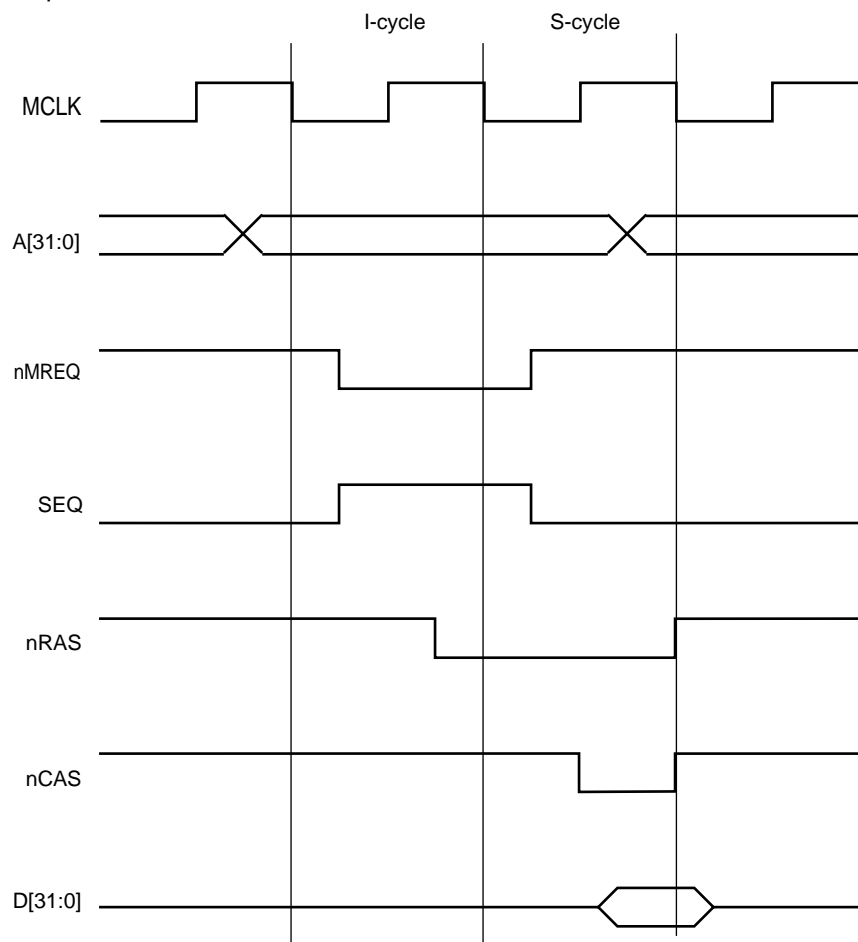 I-cycle S-cycle
MCLK
A[31:0]
nMREQ
SEQ
nRAS
nCAS
D[31:0]